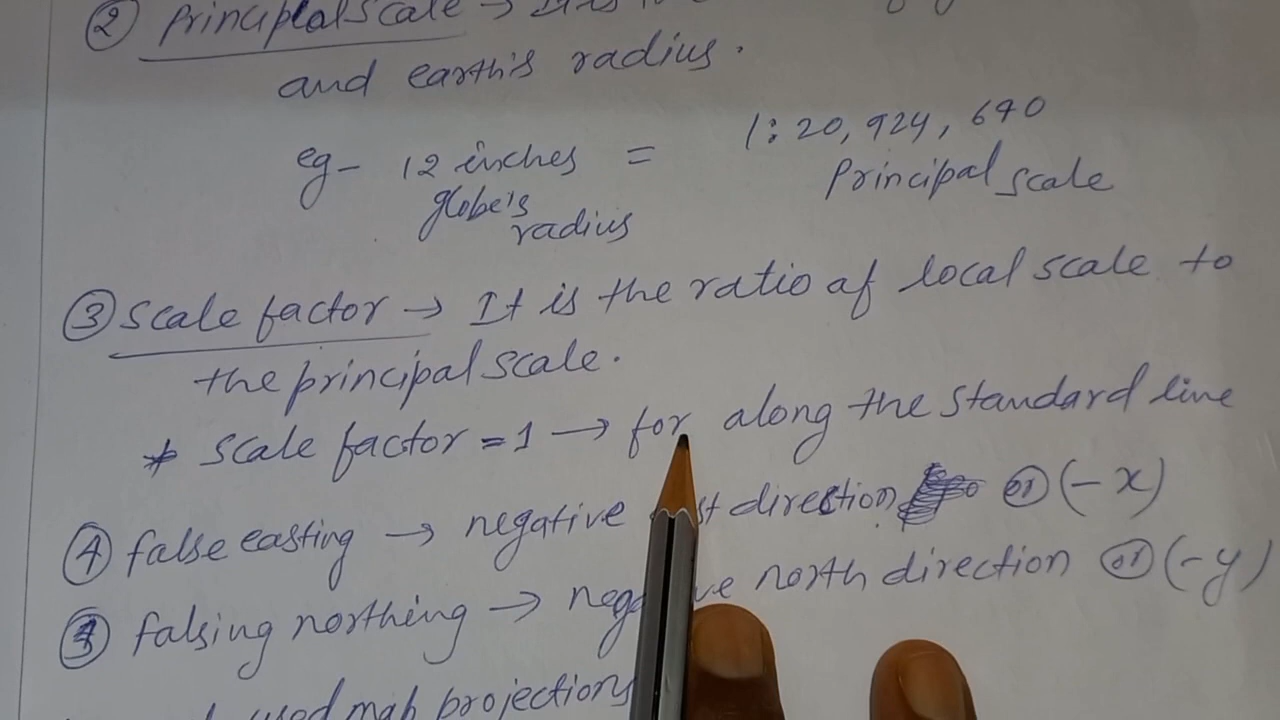 ② Principal Scale →
and earth's radius.
eg- 12 inches = 1: 20,924,640
globe's Principal scale
radius
③ Scale factor → It is the ratio of local scale to
the principal scale.
* Scale factor = 1 → for along the standard line
④ false easting → negative direction or (-x)
falsing northing → north direction or (-y)
used map projections